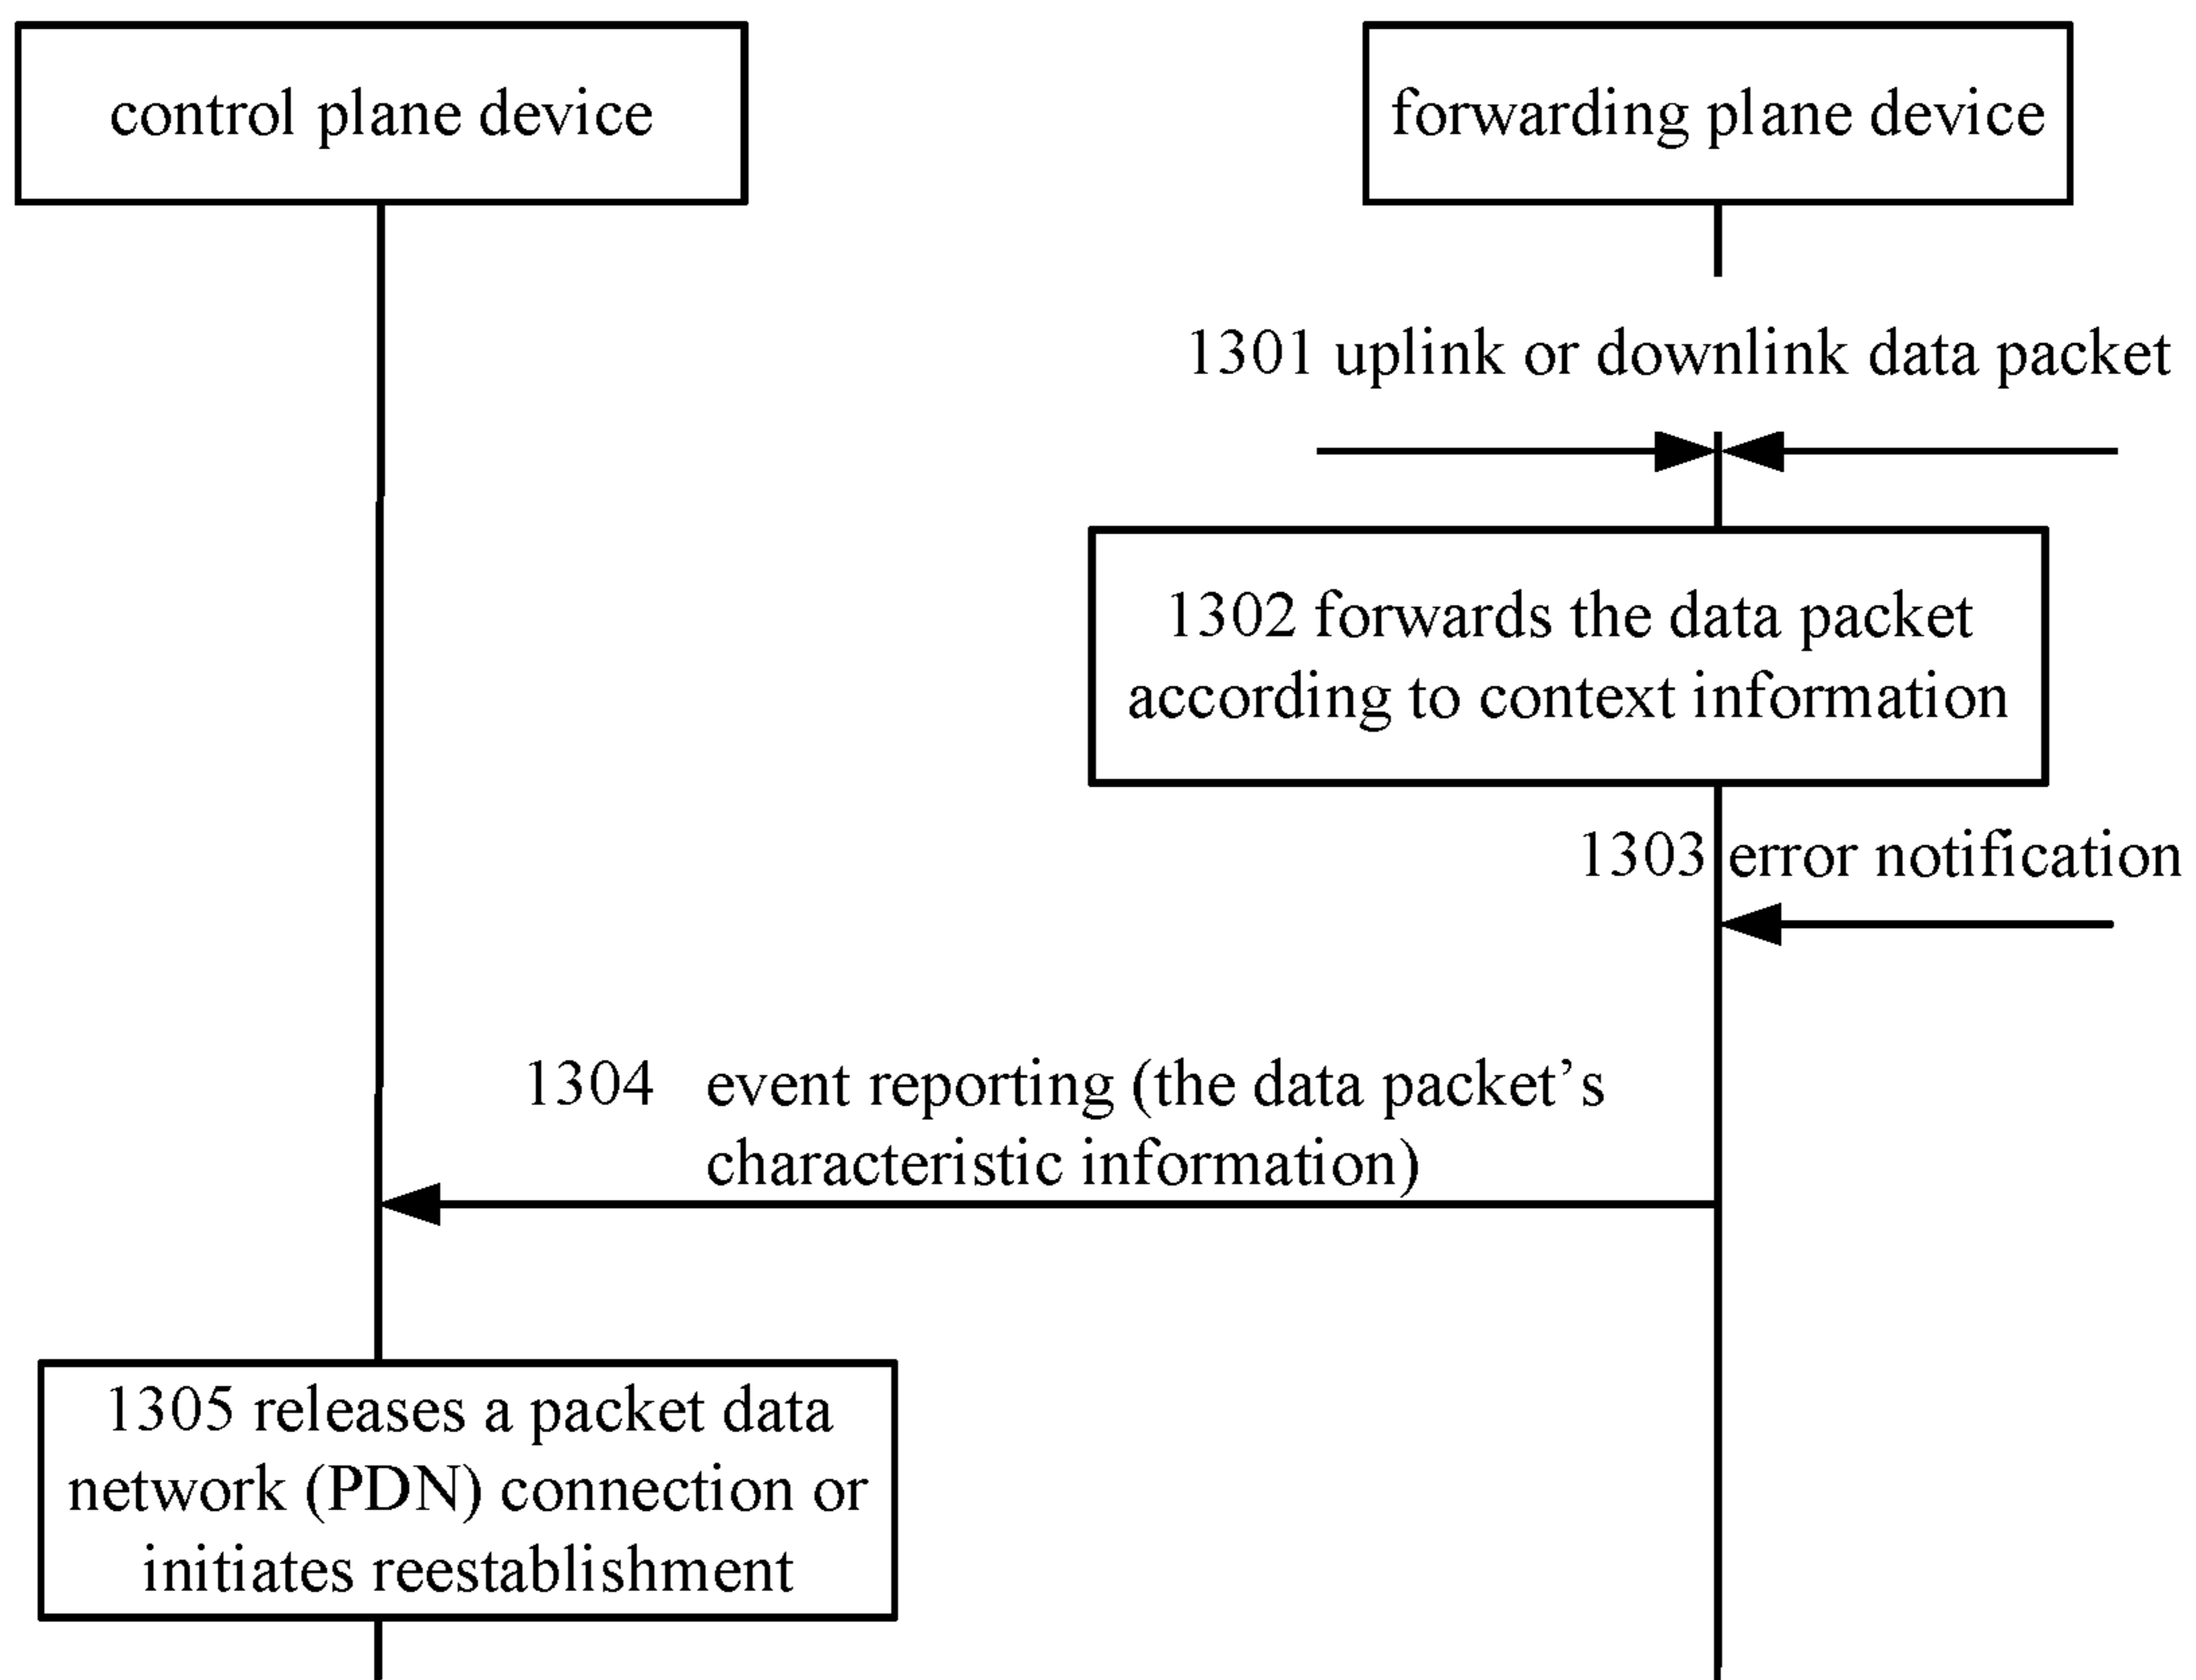 control plane device
forwarding plane device
1301 uplink or downlink data packet
1302 forwards the data packet
according to context information
1303 error notification
1304 event reporting (the data packet’s
characteristic information)
1305 releases a packet data
network (PDN) connection or
initiates reestablishment